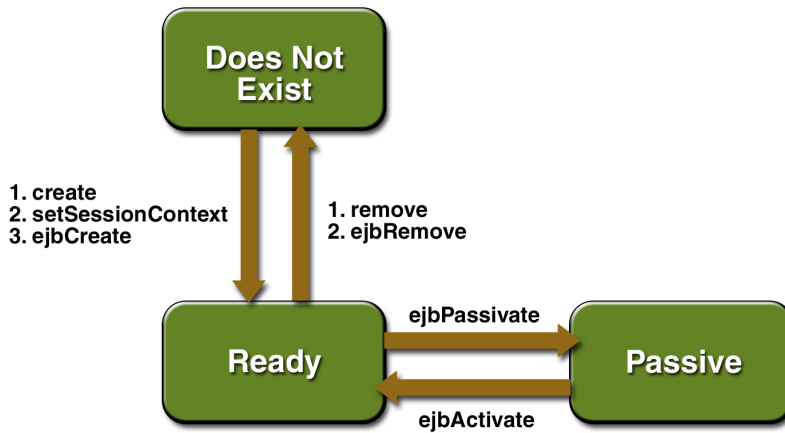 Does Not
Exist
1. create
2. setSessionContext
3. ejbCreate
1. remove
2. ejbRemove
ejbPassivate
Ready
Passive
ejbActivate